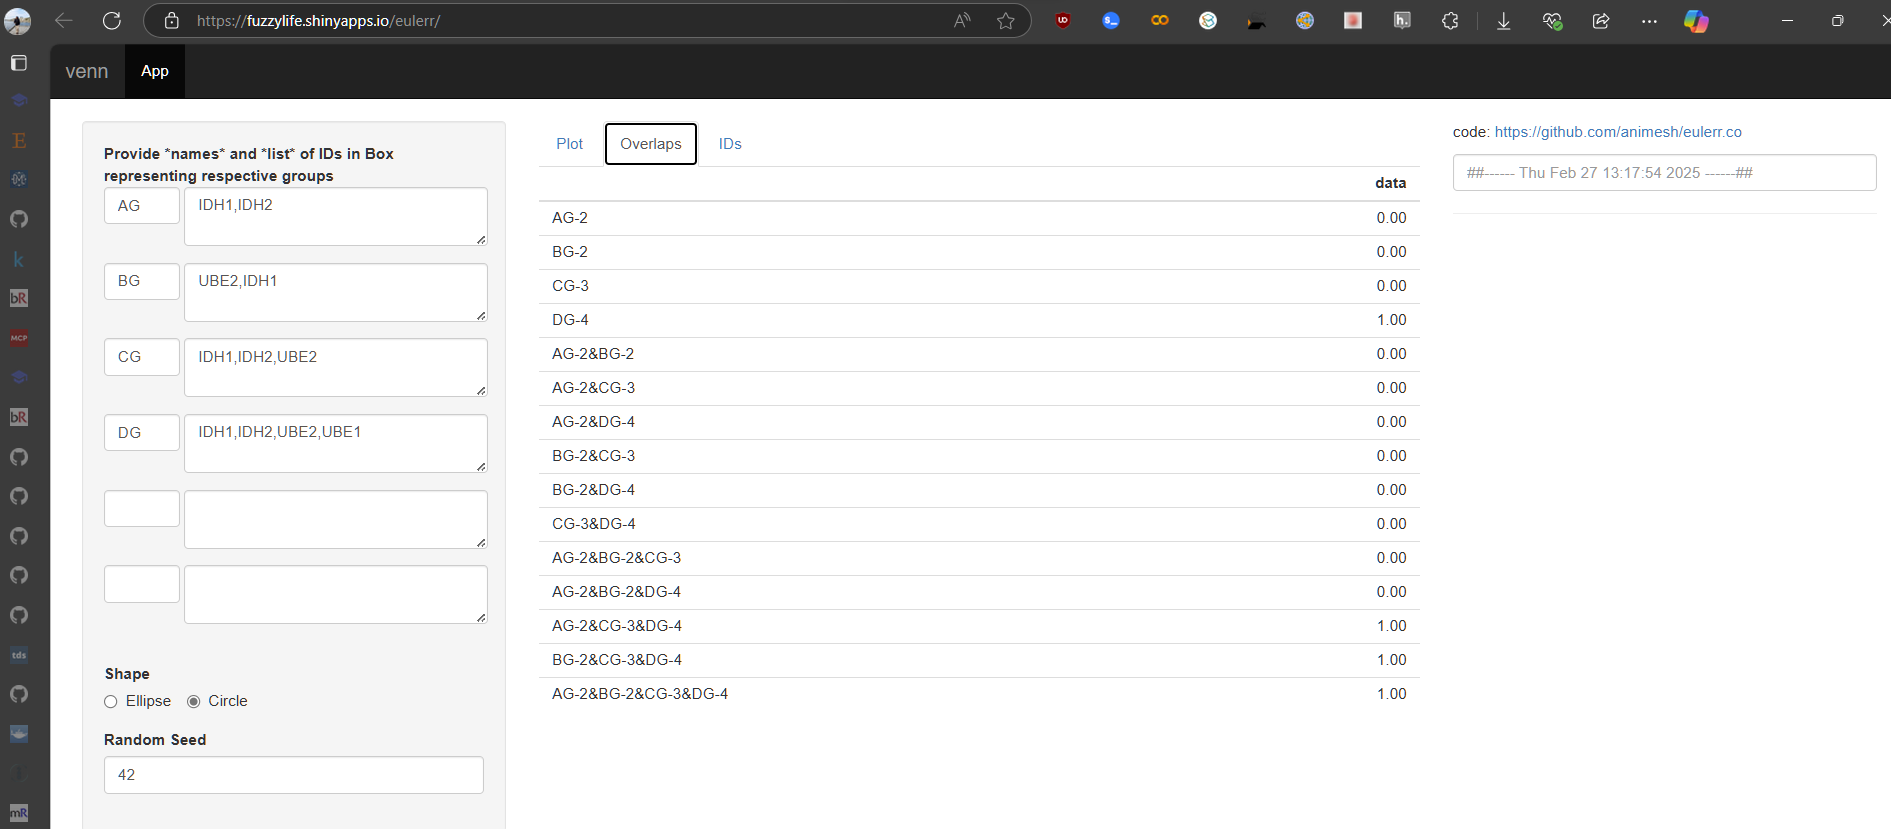 https://fuzzylife.shinyapps.io/eulerr/
venn App
Provide *names* and *list* of IDs in Box
representing respective groups
AG IDH1,IDH2
BG UBE2,IDH1
CG IDH1,IDH2,UBE2
DG IDH1,IDH2,UBE2,UBE1
Shape
Ellipse Circle
Random Seed
42
Plot Overlaps IDs
data
AG-2 0.00
BG-2 0.00
CG-3 0.00
DG-4 1.00
AG-2&BG-2 0.00
AG-2&CG-3 0.00
AG-2&DG-4 0.00
BG-2&CG-3 0.00
BG-2&DG-4 0.00
CG-3&DG-4 0.00
AG-2&BG-2&CG-3 0.00
AG-2&BG-2&DG-4 0.00
AG-2&CG-3&DG-4 1.00
BG-2&CG-3&DG-4 1.00
AG-2&BG-2&CG-3&DG-4 1.00
code: https://github.com/animesh/eulerr.co
##------ Thu Feb 27 13:17:54 2025 ------##
E
k
bR
MCP
bR
tds
mR